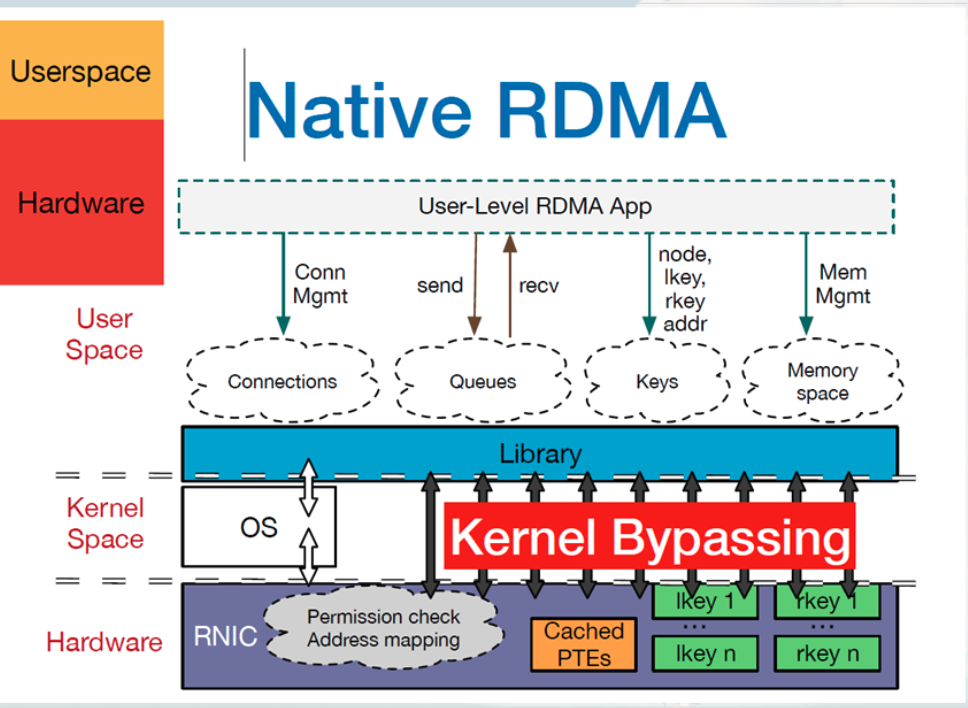 Userspace
Native RDMA
Hardware
User-Level RDMA App
Conn
Mgmt
send
recv
node,
lkey,
rkey
addr
Mem
Mgmt
User
Space
Connections
Queues
Keys
Memory
space
Library
Kernel
Space
OS
Kernel Bypassing
Hardware
RNIC
Permission check
Address mapping
Cached
PTEs
lkey 1
...
lkey n
rkey 1
...
rkey n